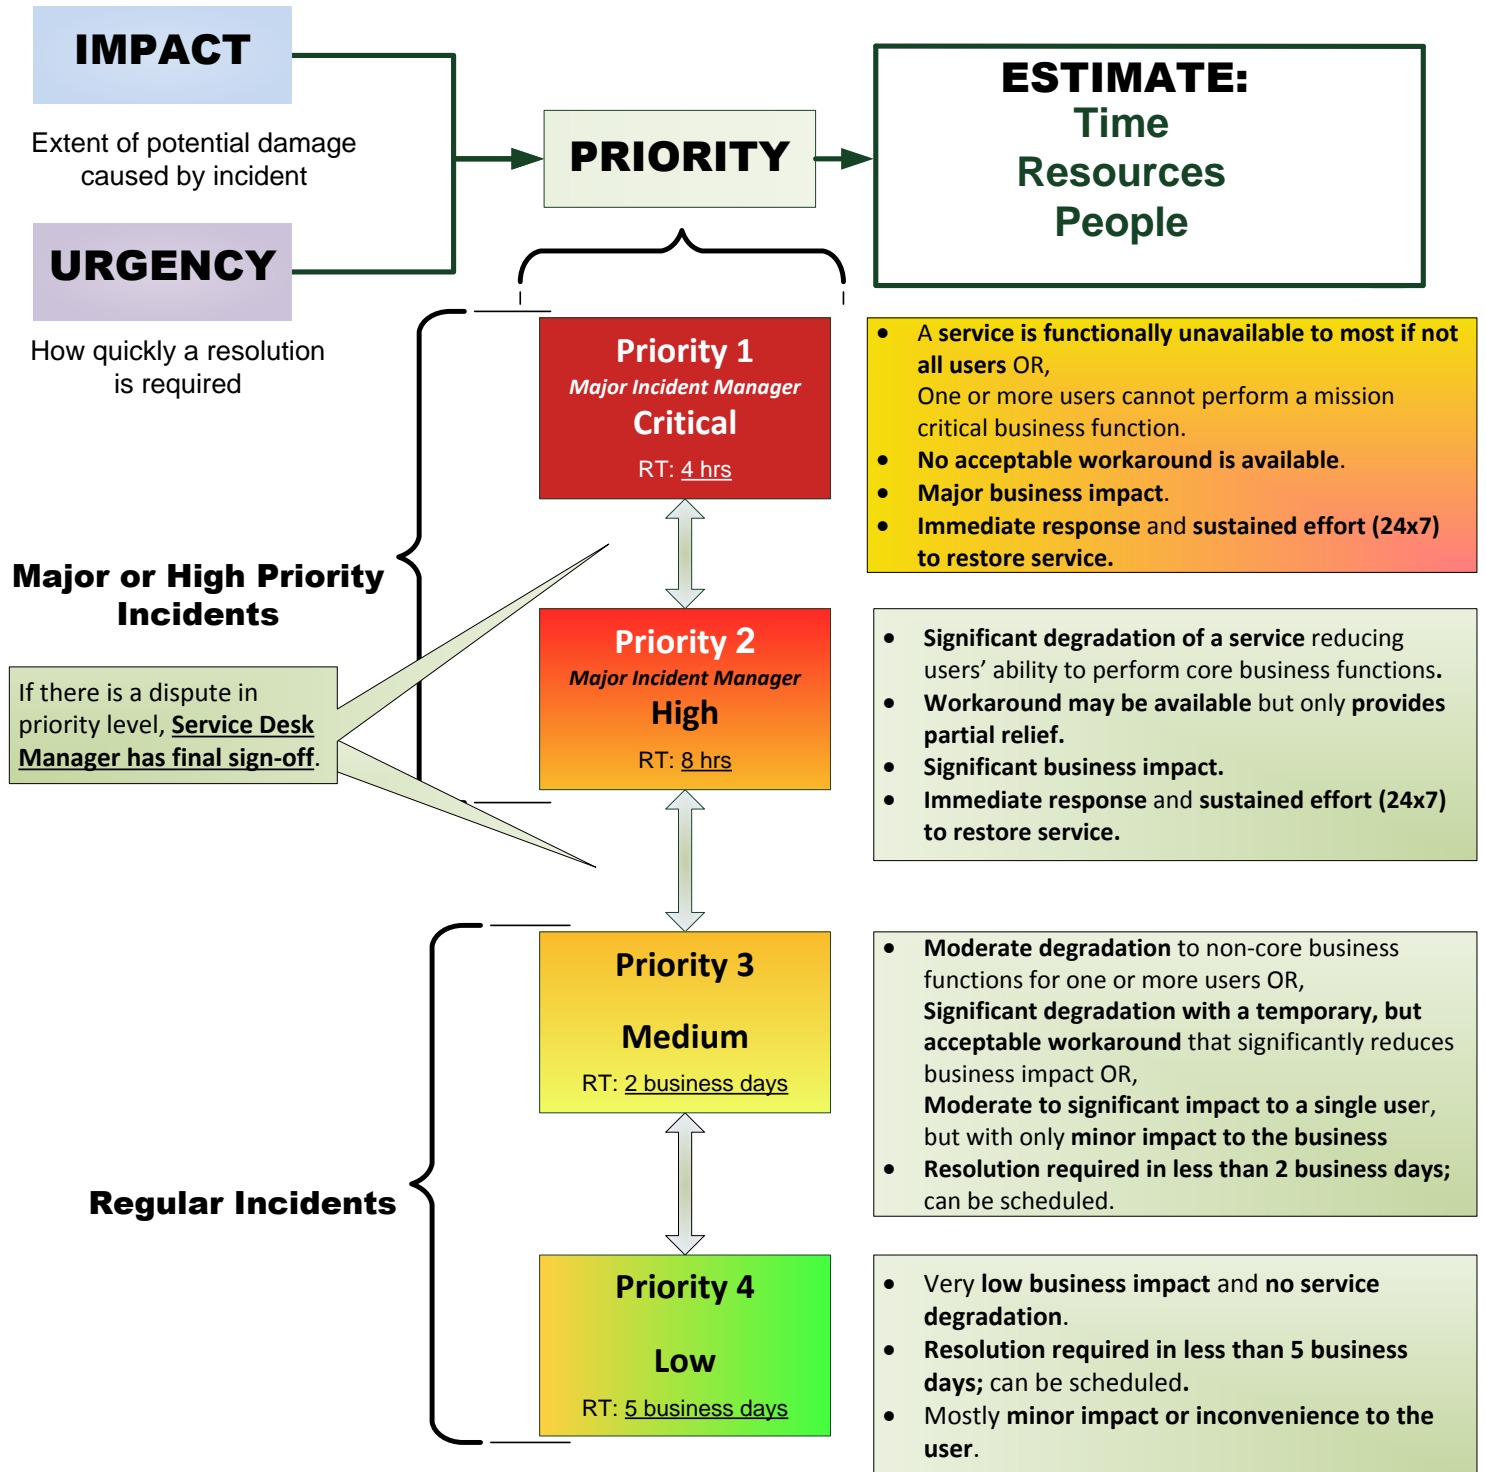 IMPACT
Extent of potential damage
caused by incident
URGENCY
How quickly a resolution
is required
PRIORITY
ESTIMATE:
Time
Resources
People
Major or High Priority
Incidents
If there is a dispute in
priority level, Service Desk
Manager has final sign-off.
Priority 1
Major Incident Manager
Critical
RT: 4 hrs
• A service is functionally unavailable to most if not
all users OR,
One or more users cannot perform a mission
critical business function.
• No acceptable workaround is available.
• Major business impact.
• Immediate response and sustained effort (24x7)
to restore service.
Priority 2
Major Incident Manager
High
RT: 8 hrs
• Significant degradation of a service reducing
users’ ability to perform core business functions.
• Workaround may be available but only provides
partial relief.
• Significant business impact.
• Immediate response and sustained effort (24x7)
to restore service.
Regular Incidents
Priority 3
Medium
RT: 2 business days
• Moderate degradation to non-core business
functions for one or more users OR,
Significant degradation with a temporary, but
acceptable workaround that significantly reduces
business impact OR,
Moderate to significant impact to a single user,
but with only minor impact to the business
• Resolution required in less than 2 business days;
can be scheduled.
Priority 4
Low
RT: 5 business days
• Very low business impact and no service
degradation.
• Resolution required in less than 5 business
days; can be scheduled.
• Mostly minor impact or inconvenience to the
user.